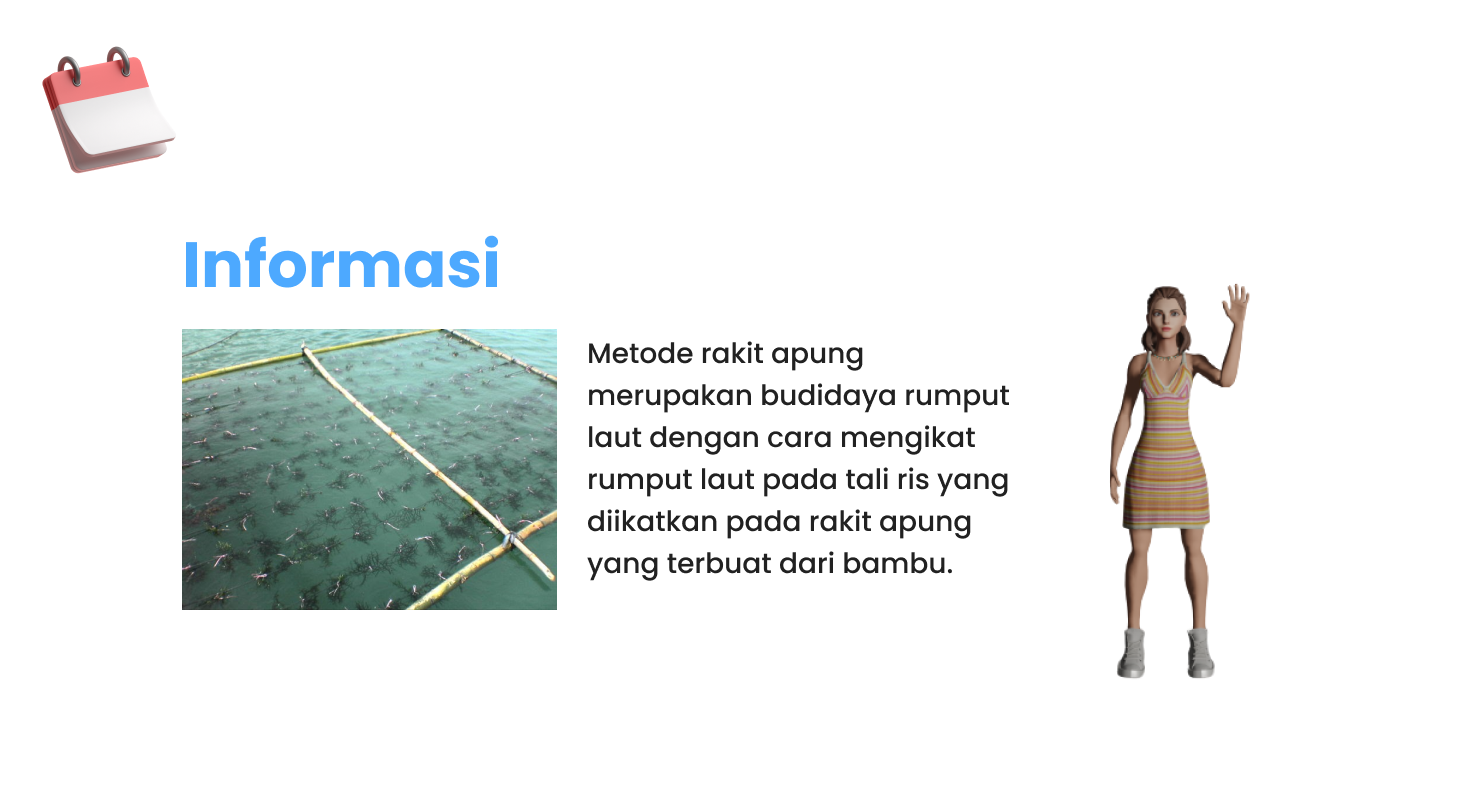 Informasi
Metode rakit apung
merupakan budidaya rumput
laut dengan cara mengikat
rumput laut pada tali ris yang
diikatkan pada rakit apung
yang terbuat dari bambu.